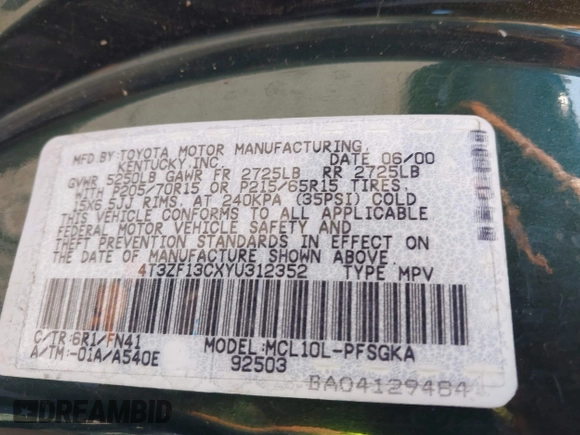 MFD.BY:TOYOTA MOTOR MANUFACTURING,
KENTUCKY,INC. DATE 06/00
GVWR 5250LB GAWR FR 2725LB RR 2725LB
WITH P205/70R15 OR P215/65R15 TIRES,
15X6.5JJ RIMS, AT 240KPA (35PSI) COLD
THIS VEHICLE CONFORMS TO ALL APPLICABLE
FEDERAL MOTOR VEHICLE SAFETY AND
THEFT PREVENTION STANDARDS IN EFFECT ON
THE DATE OF MANUFACTURE SHOWN ABOVE.
4T3ZF13CXYU312352 TYPE MPV
C/TR:6R1/FN41 MODEL:MCL10L-PFSGKA
A/TM:-01A/A540E 92503
BA04129484
DREAMBID